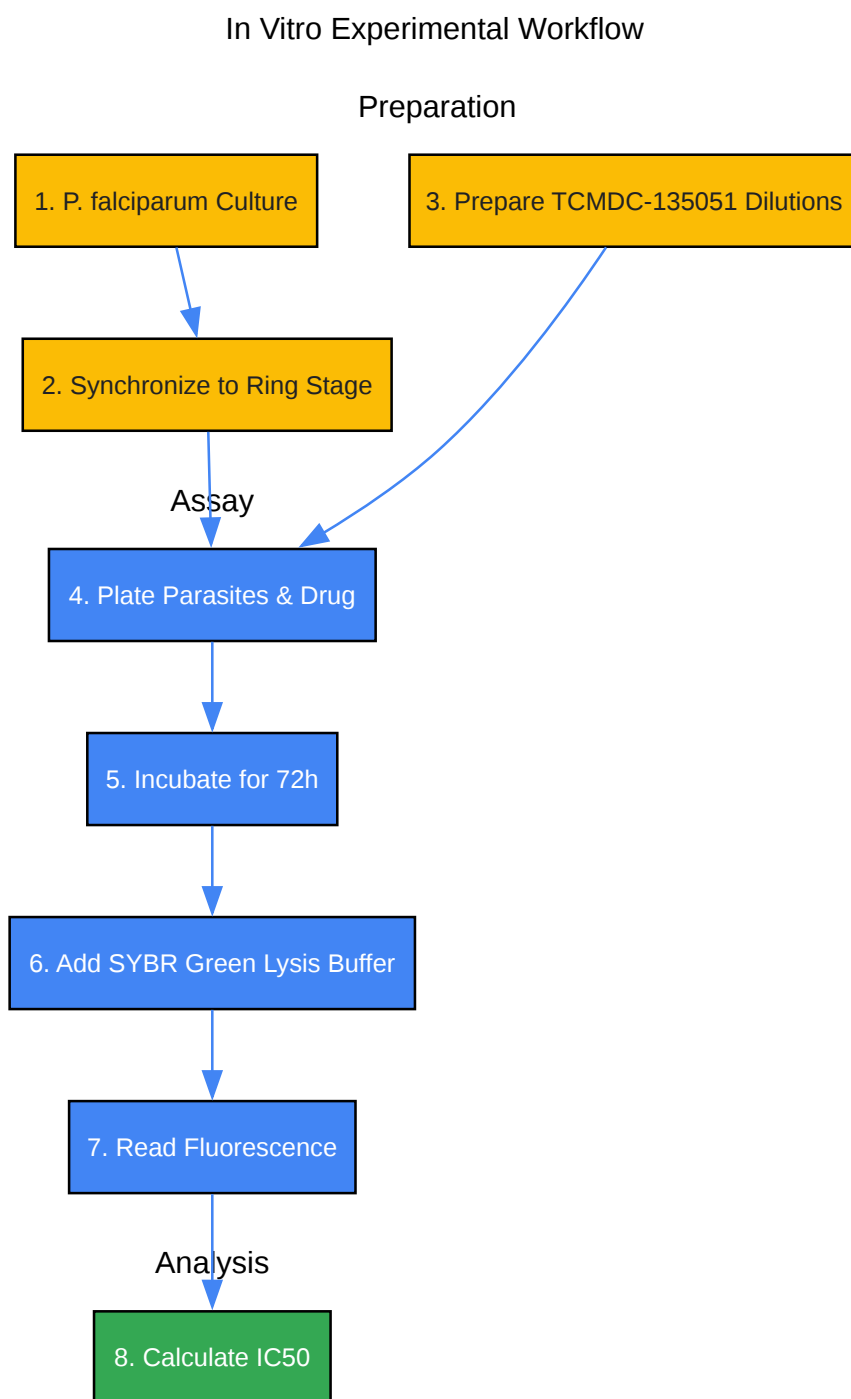 In Vitro Experimental Workflow
Preparation
1. P. falciparum Culture
3. Prepare TCMDC-135051 Dilutions
2. Synchronize to Ring Stage
Assay
4. Plate Parasites & Drug
5. Incubate for 72h
6. Add SYBR Green Lysis Buffer
7. Read Fluorescence
Analysis
8. Calculate IC50